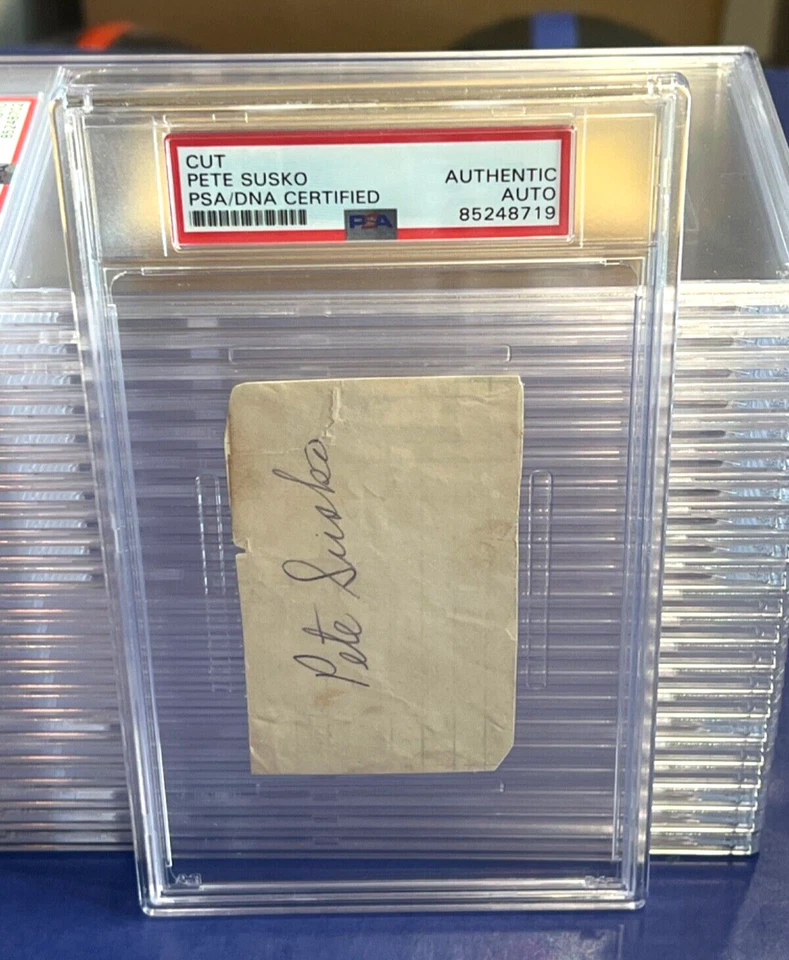 CUT
PETE SUSKO
PSA/DNA CERTIFIED
AUTHENTIC
AUTO
85248719
PSA
Pete Susko